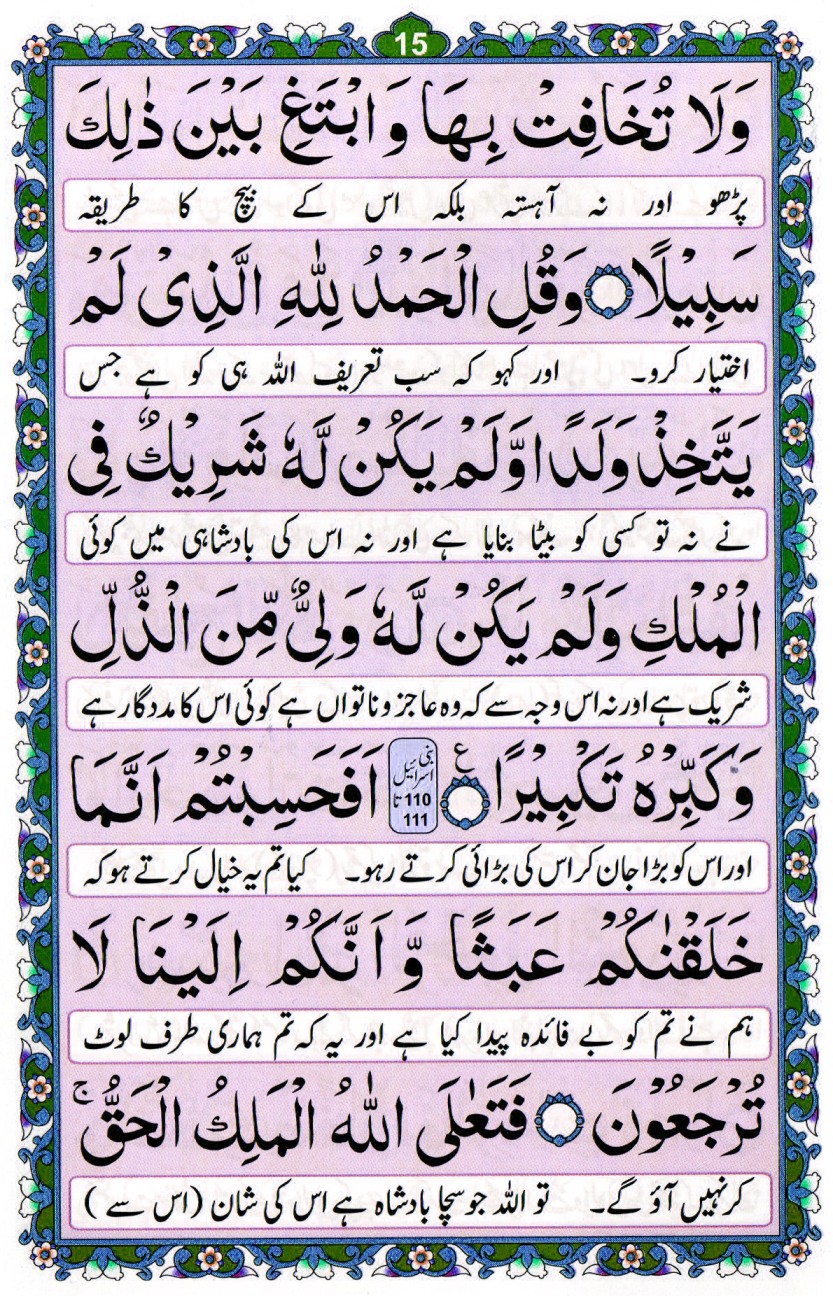 15
وَلَا تُخَافِتْ بِهَا وَ ابْتَغِ بَيْنَ ذٰلِكَ
پڑھو اور نہ آہستہ بلکہ اس کے بیچ کا طریقہ
سَبِيْلًا وَقُلِ الْحَمْدُ لِلّٰهِ الَّذِىْ لَمْ
اختیار کرو۔ اور کہو کہ سب تعریف اللہ ہی کو ہے جس
يَتَّخِذْ وَلَدًا وَّلَمْ يَكُنْ لَّهٗ شَرِيْكٌ فِى
نے نہ تو کسی کو بیٹا بنایا ہے اور نہ اس کی بادشاہی میں کوئی
الْمُلْكِ وَلَمْ يَكُنْ لَّهٗ وَلِىٌّ مِّنَ الذُّلِّ
شریک ہے اور نہ اس وجہ سے کہ وہ عاجز و ناتواں ہے کوئی اس کا مددگار ہے
وَكَبِّرْهُ تَكْبِيْرًا ع بنی اسرائیل 110 تا 111 اَفَحَسِبْتُمْ اَنَّمَا
اور اس کو بڑا جان کر اس کی بڑائی کرتے رہو۔ کیا تم یہ خیال کرتے ہو کہ
خَلَقْنٰكُمْ عَبَثًا وَّ اَنَّكُمْ اِلَيْنَا لَا
ہم نے تم کو بے فائدہ پیدا کیا ہے اور یہ کہ تم ہماری طرف لوٹ
تُرْجَعُوْنَ فَتَعٰلَى اللّٰهُ الْمَلِكُ الْحَقُّ ۚ
کر نہیں آؤ گے۔ تو اللہ جو سچا بادشاہ ہے اس کی شان (اس سے )